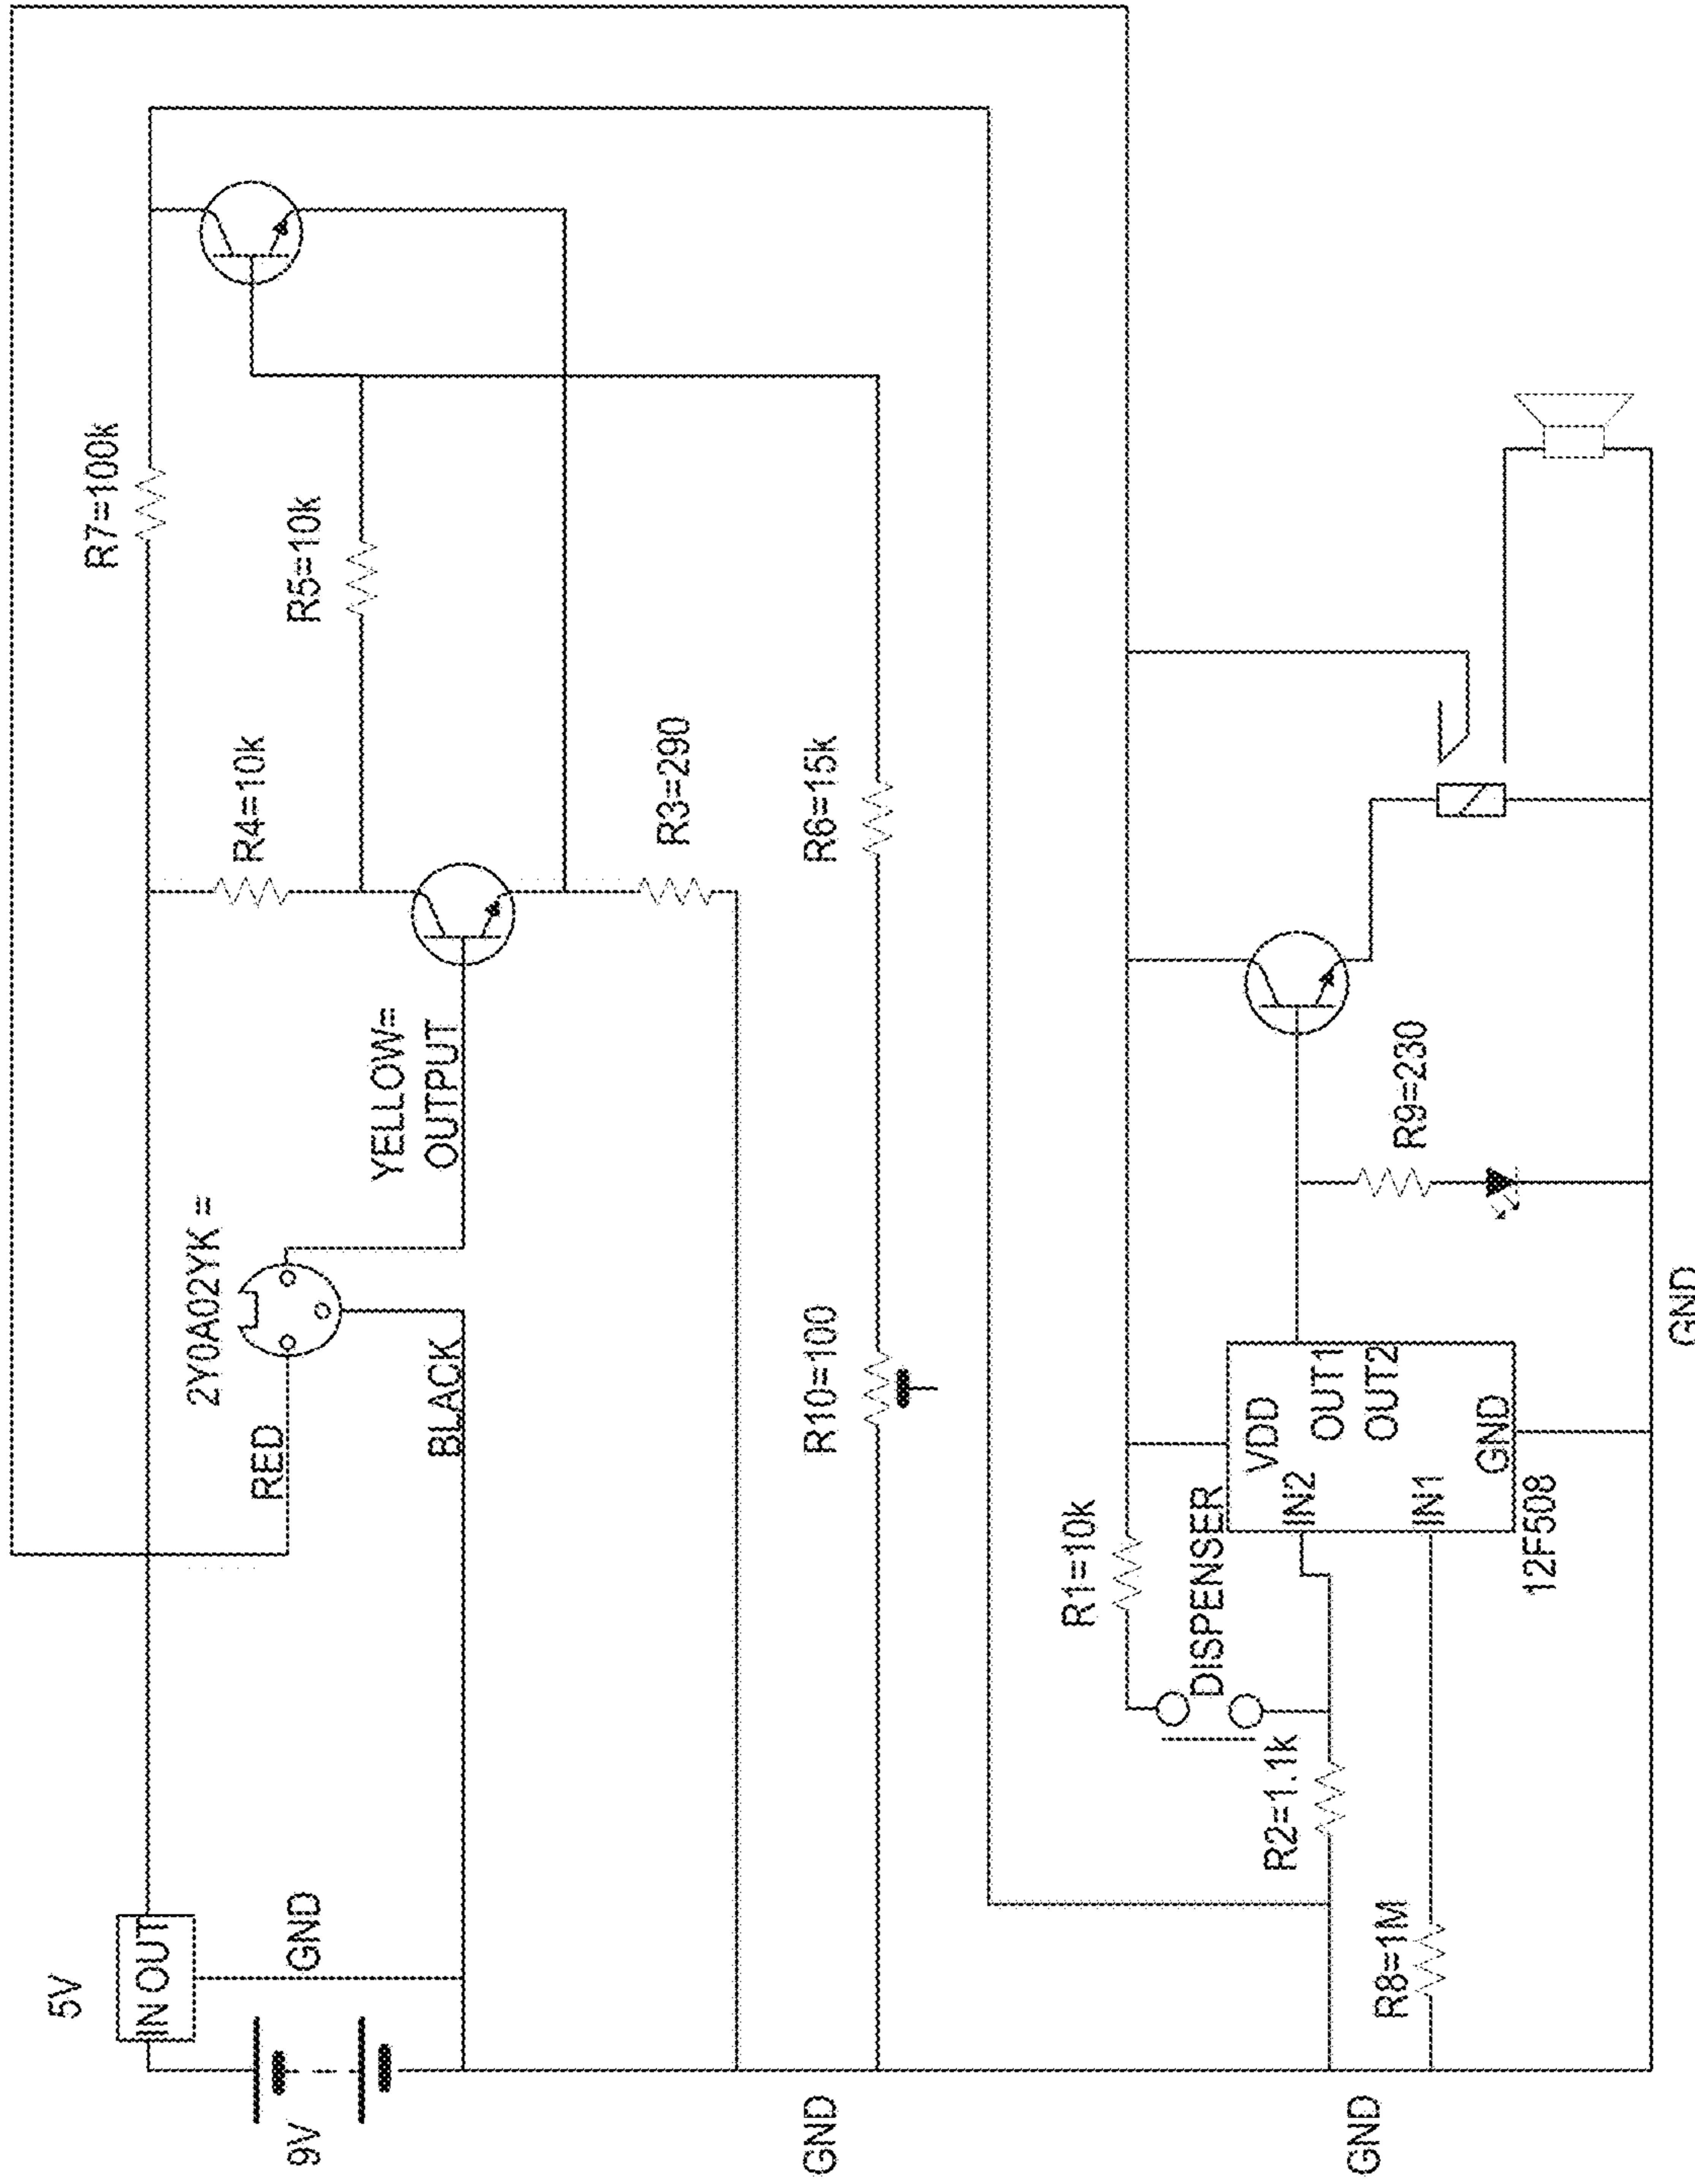 5V
IN OUT
GND
9V
RED
2Y0A02YK =
BLACK
YELLOW=
OUTPUT
R4=10k
R7=100k
R5=10k
R3=290
R6=15k
R10=100
GND
R1=10k
DISPENSER
R2=1.1k
R8=1M
VDD
IN2
OUT1
OUT2
IN1
GND
12F508
R9=230
GND
GND